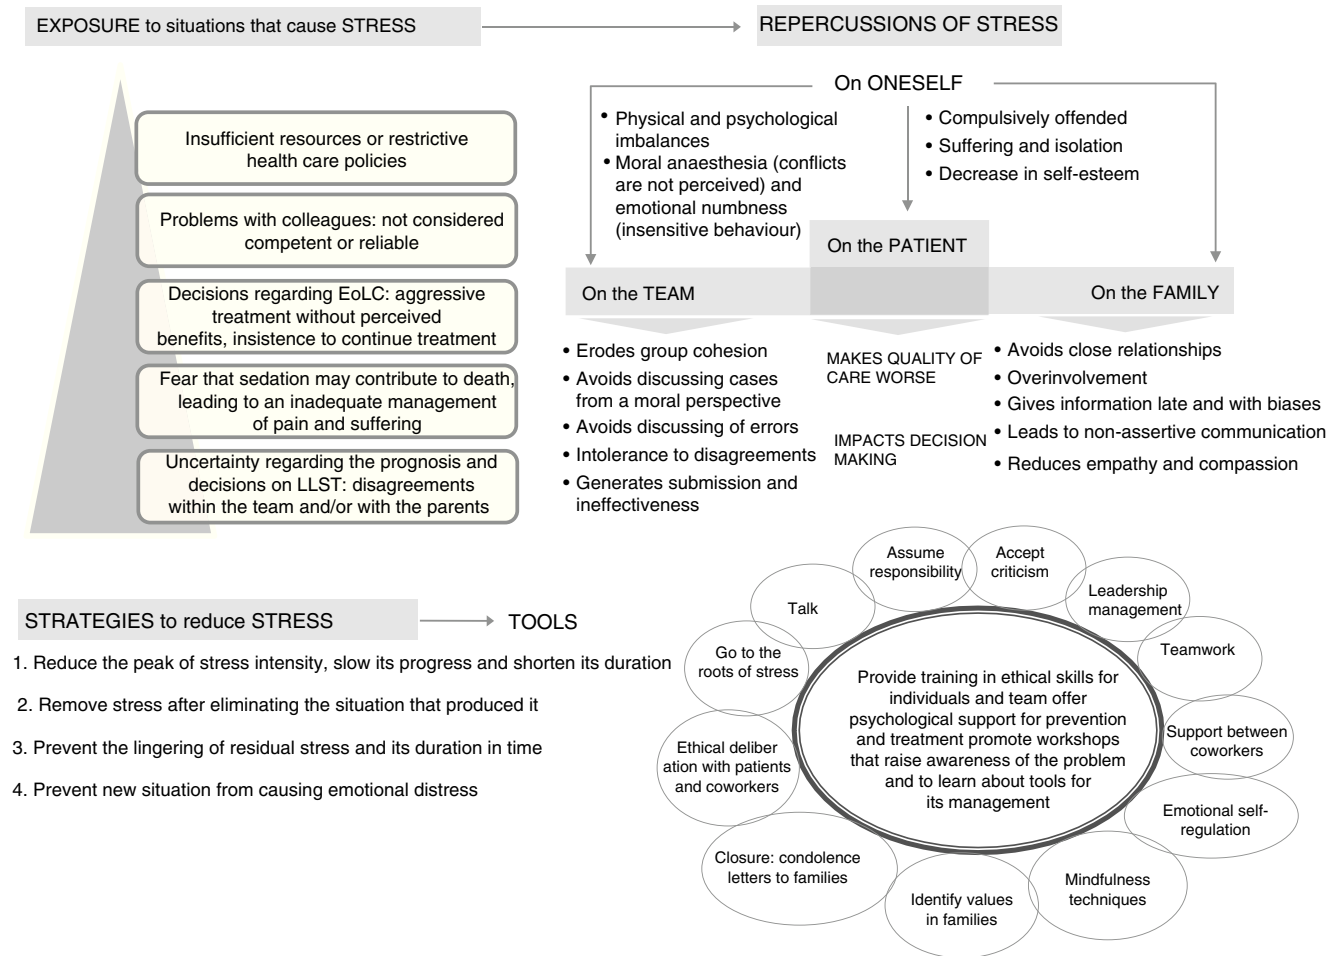 EXPOSURE to situations that cause STRESS
REPERCUSSIONS OF STRESS
Insufficient resources or restrictive
health care policies
Problems with colleagues: not considered
competent or reliable
Decisions regarding EoLC: aggressive
treatment without perceived
benefits, insistence to continue treatment
Fear that sedation may contribute to death,
leading to an inadequate management
of pain and suffering
Uncertainty regarding the prognosis and
decisions on LLST: disagreements
within the team and/or with the parents
On ONESELF
• Physical and psychological
imbalances
• Moral anaesthesia (conflicts
are not perceived) and
emotional numbness
(insensitive behaviour)
• Compulsively offended
• Suffering and isolation
• Decrease in self-esteem
On the PATIENT
On the TEAM
On the FAMILY
• Erodes group cohesion
• Avoids discussing cases
from a moral perspective
• Avoids discussing of errors
• Intolerance to disagreements
• Generates submission and
ineffectiveness
MAKES QUALITY OF
CARE WORSE
IMPACTS DECISION
MAKING
• Avoids close relationships
• Overinvolvement
• Gives information late and with biases
• Leads to non-assertive communication
• Reduces empathy and compassion
STRATEGIES to reduce STRESS
TOOLS
1. Reduce the peak of stress intensity, slow its progress and shorten its duration
2. Remove stress after eliminating the situation that produced it
3. Prevent the lingering of residual stress and its duration in time
4. Prevent new situation from causing emotional distress
Assume
responsibility
Accept
criticism
Leadership
management
Teamwork
Support between
coworkers
Emotional self-
regulation
Mindfulness
techniques
Identify values
in families
Closure: condolence
letters to families
Ethical deliber
ation with patients
and coworkers
Go to the
roots of stress
Talk
Provide training in ethical skills for
individuals and team offer
psychological support for prevention
and treatment promote workshops
that raise awareness of the problem
and to learn about tools for
its management